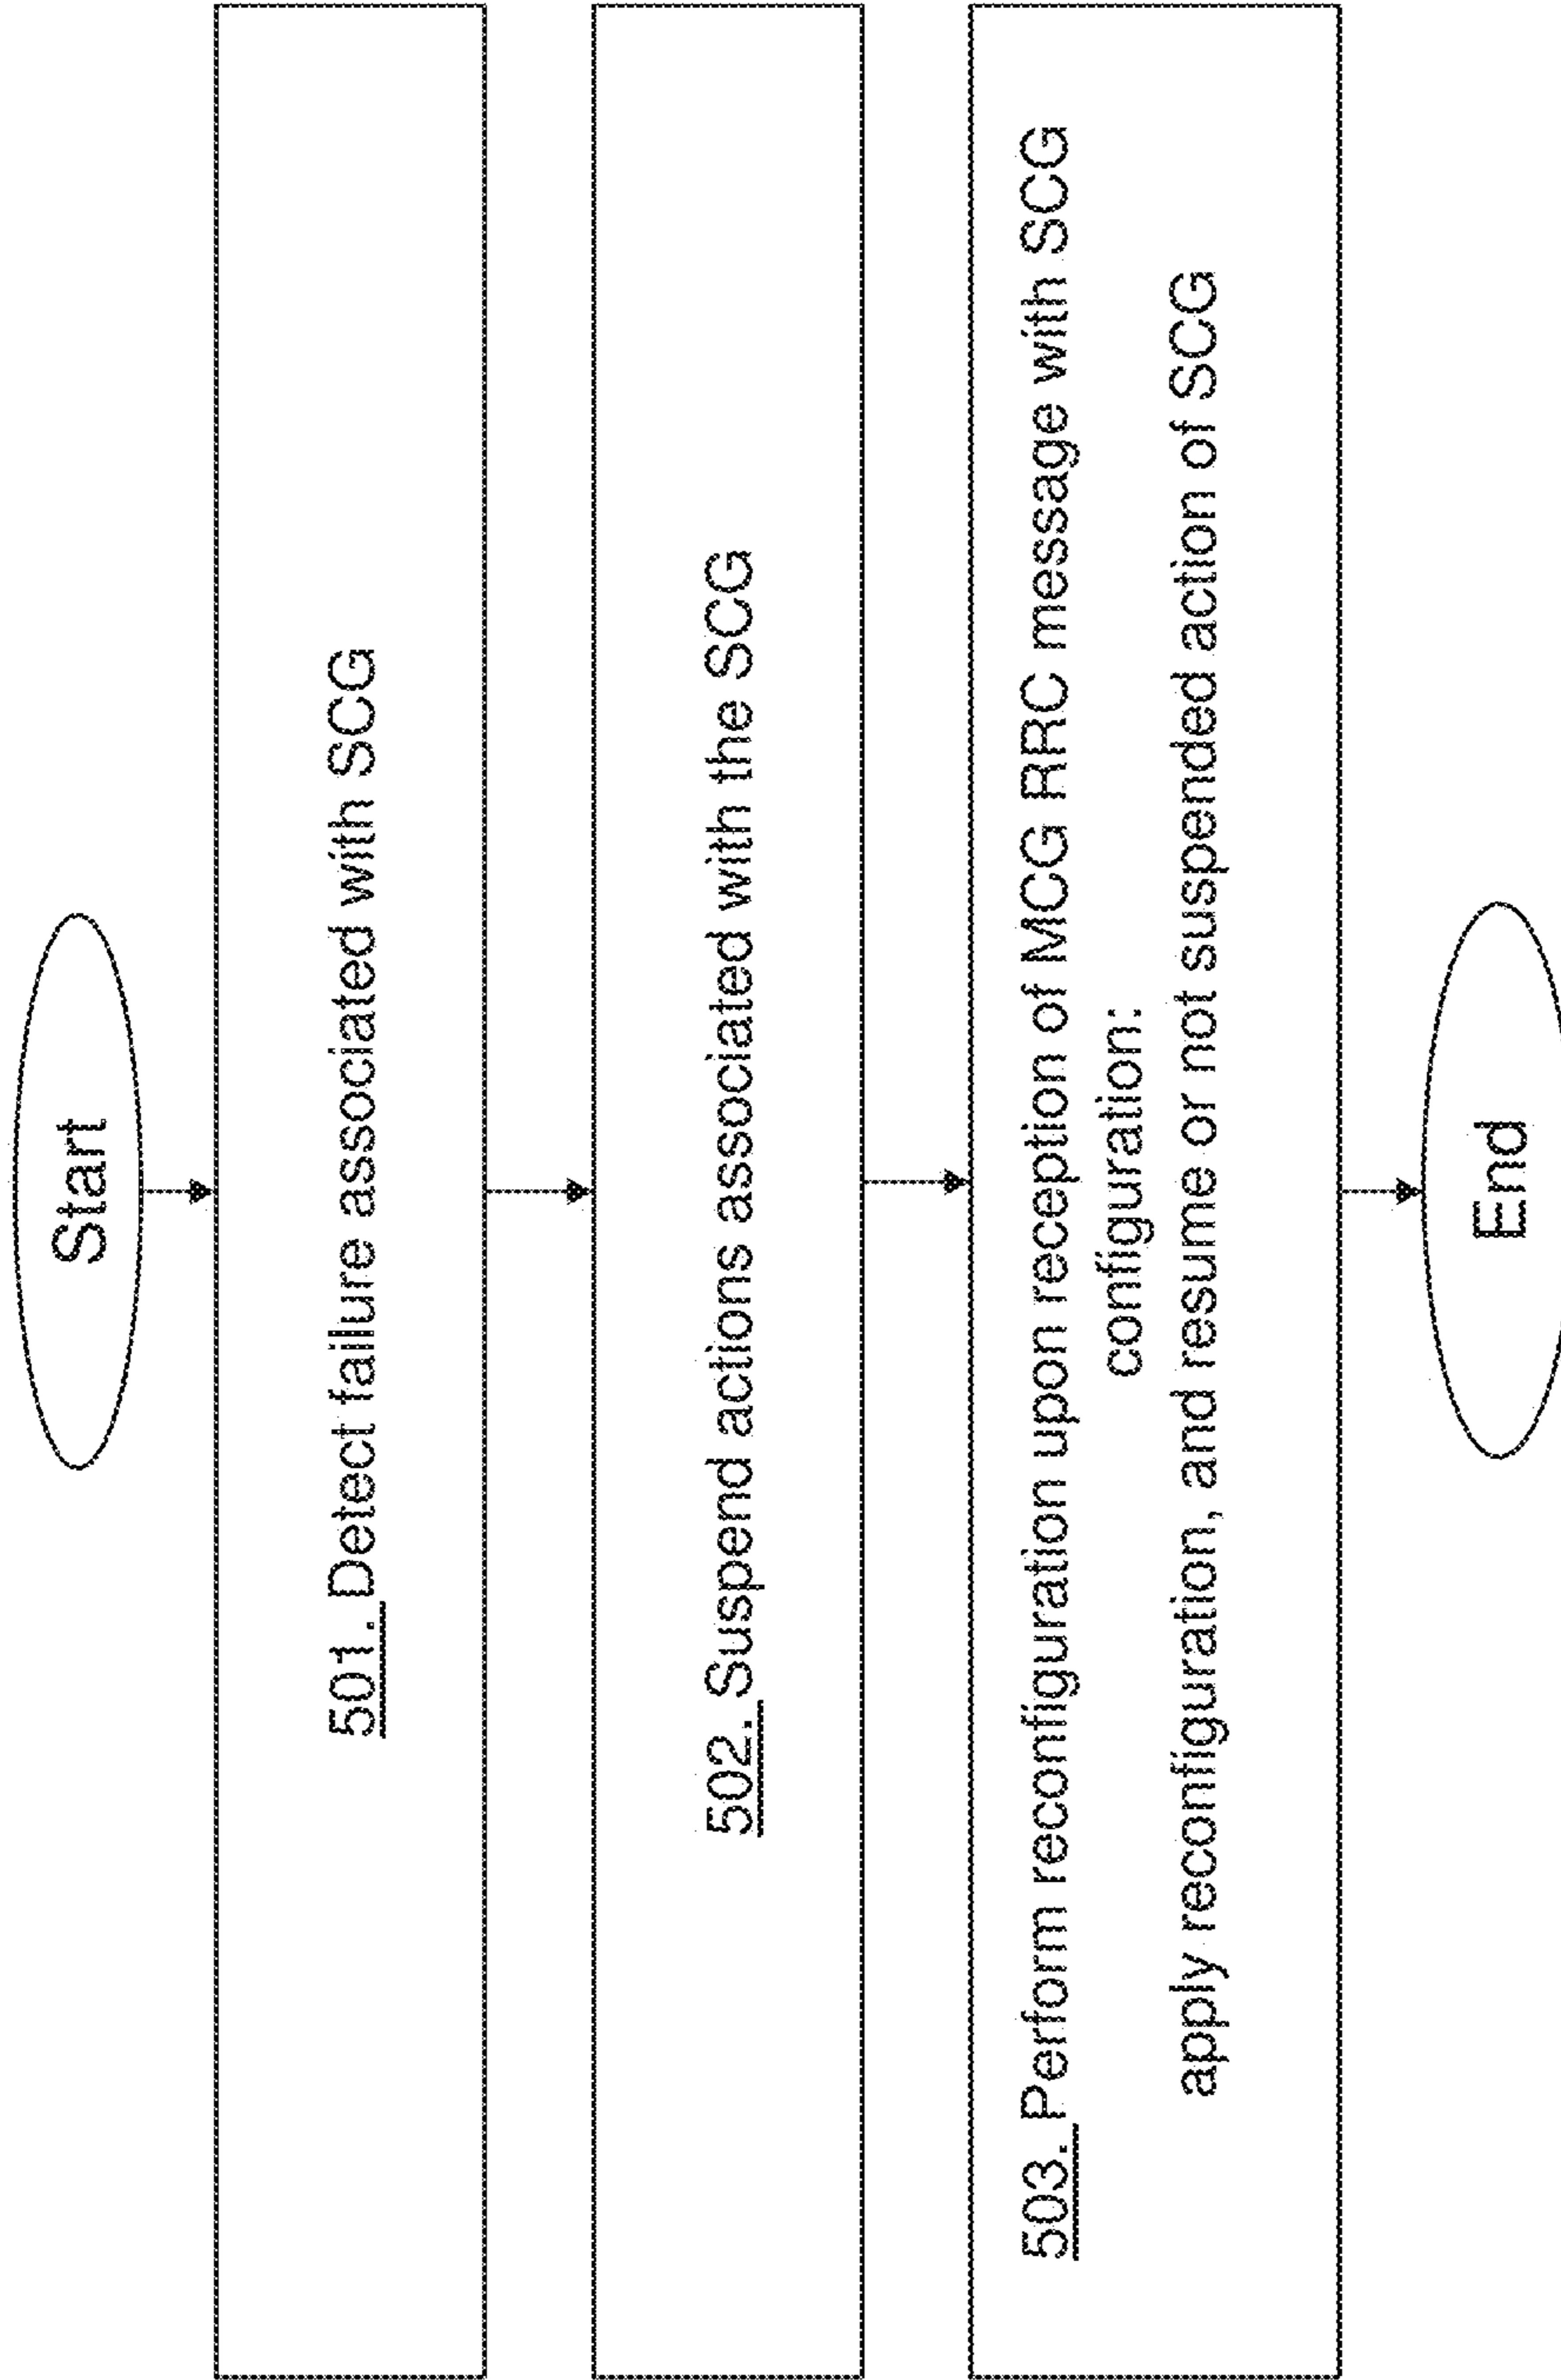 Start
501. Detect failure associated with SCG
502. Suspend actions associated with the SCG
503. Perform reconfiguration upon reception of MCG RRC message with SCG
configuration:
apply reconfiguration, and resume or not suspended action of SCG
End